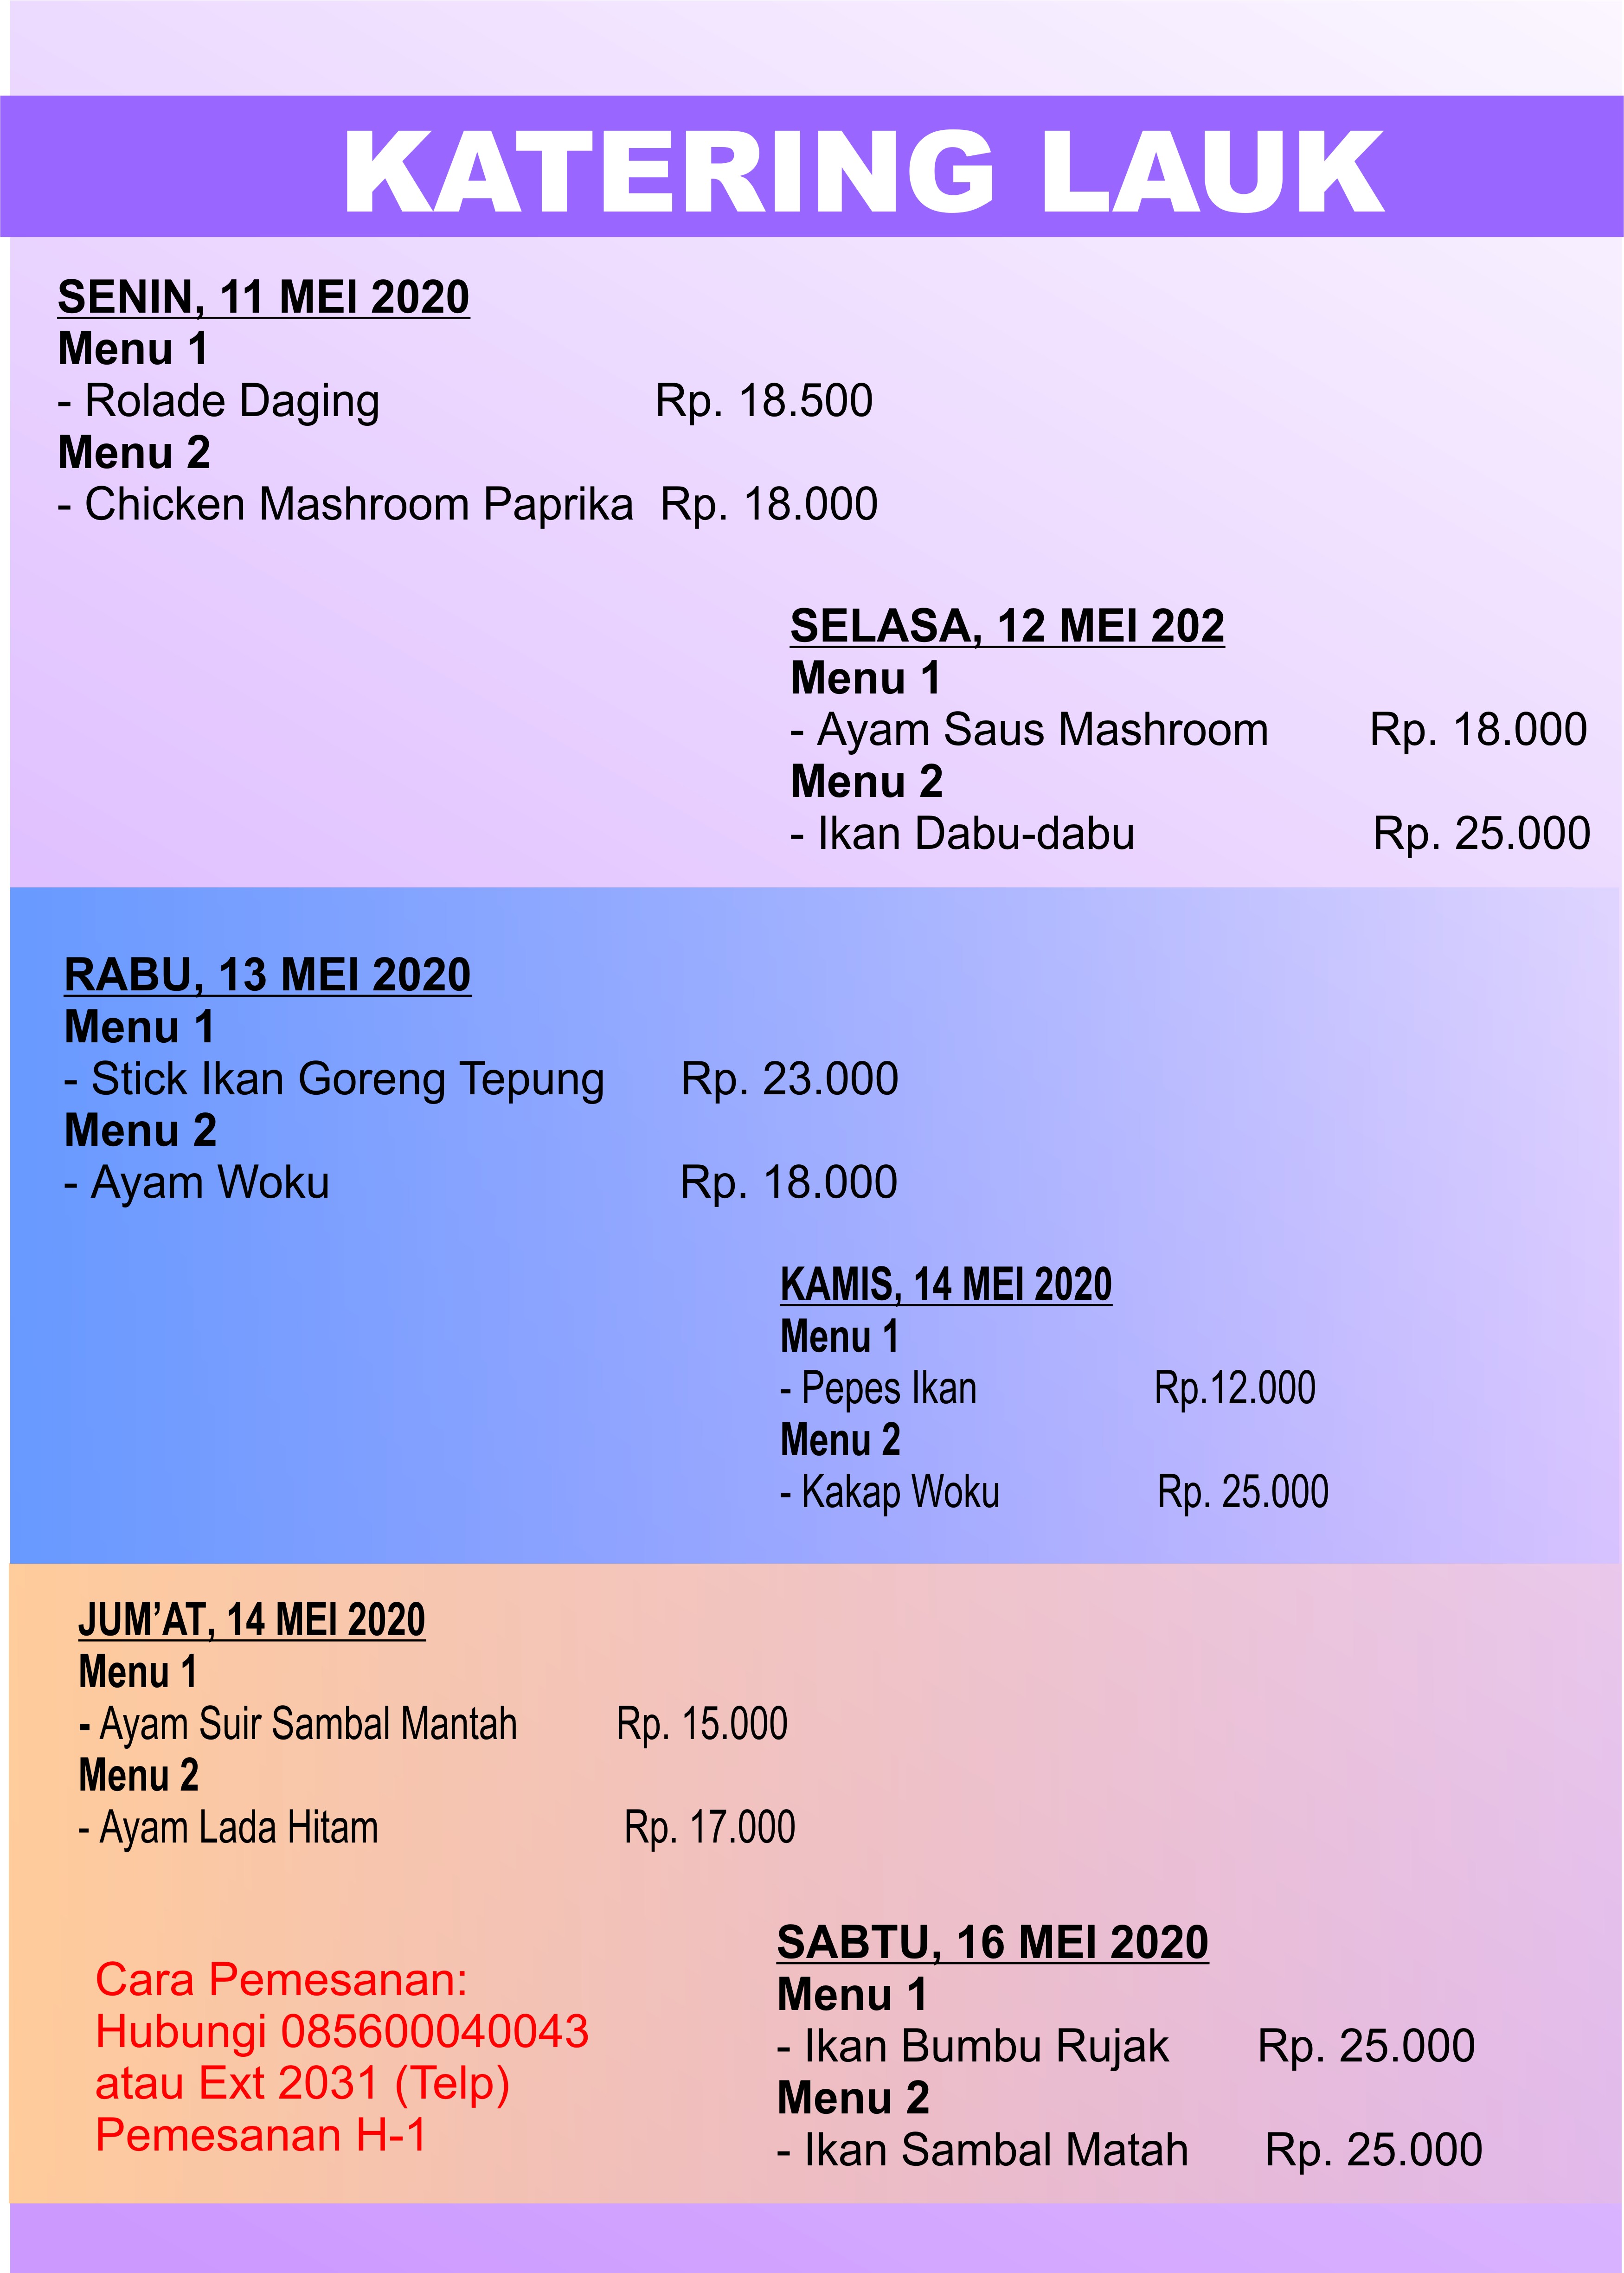 KATERING LAUK
SENIN, 11 MEI 2020
Menu 1
- Rolade Daging Rp. 18.500
Menu 2
- Chicken Mashroom Paprika Rp. 18.000
SELASA, 12 MEI 202
Menu 1
- Ayam Saus Mashroom Rp. 18.000
Menu 2
- Ikan Dabu-dabu Rp. 25.000
RABU, 13 MEI 2020
Menu 1
- Stick Ikan Goreng Tepung Rp. 23.000
Menu 2
- Ayam Woku Rp. 18.000
KAMIS, 14 MEI 2020
Menu 1
- Pepes Ikan Rp.12.000
Menu 2
- Kakap Woku Rp. 25.000
JUM’AT, 14 MEI 2020
Menu 1
- Ayam Suir Sambal Mantah Rp. 15.000
Menu 2
- Ayam Lada Hitam Rp. 17.000
Cara Pemesanan:
Hubungi 085600040043
atau Ext 2031 (Telp)
Pemesanan H-1
SABTU, 16 MEI 2020
Menu 1
- Ikan Bumbu Rujak Rp. 25.000
Menu 2
- Ikan Sambal Matah Rp. 25.000